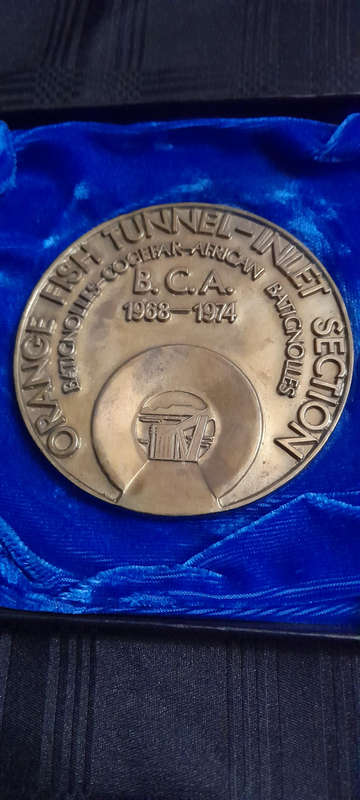 ORANGE FISH TUNNEL-INLET SECTION
BATIGNOLLES-COGEFAR-AFRICAN BATIGNOLLES
B.C.A.
1968-1974